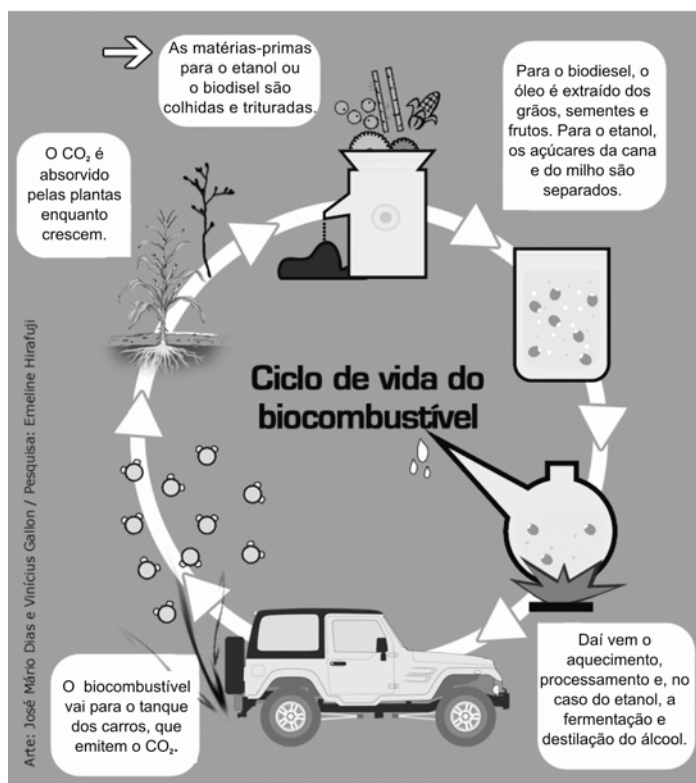 As matérias-primas
para o etanol ou
o biodisel são
colhidas e trituradas.
Para o biodiesel, o
óleo é extraído dos
grãos, sementes e
frutos. Para o etanol,
os açúcares da cana
e do milho são
separados.
O CO₂ é
absorvido
pelas plantas
enquanto
crescem.
Ciclo de vida do
biocombustível
Daí vem o
aquecimento,
processamento e, no
caso do etanol, a
fermentação e
destilação do álcool.
O biocombustível
vai para o tanque
dos carros, que
emitem o CO₂.
Arte: José Mário Dias e Vinícius Gallon / Pesquisa: Emeline Hirafuji